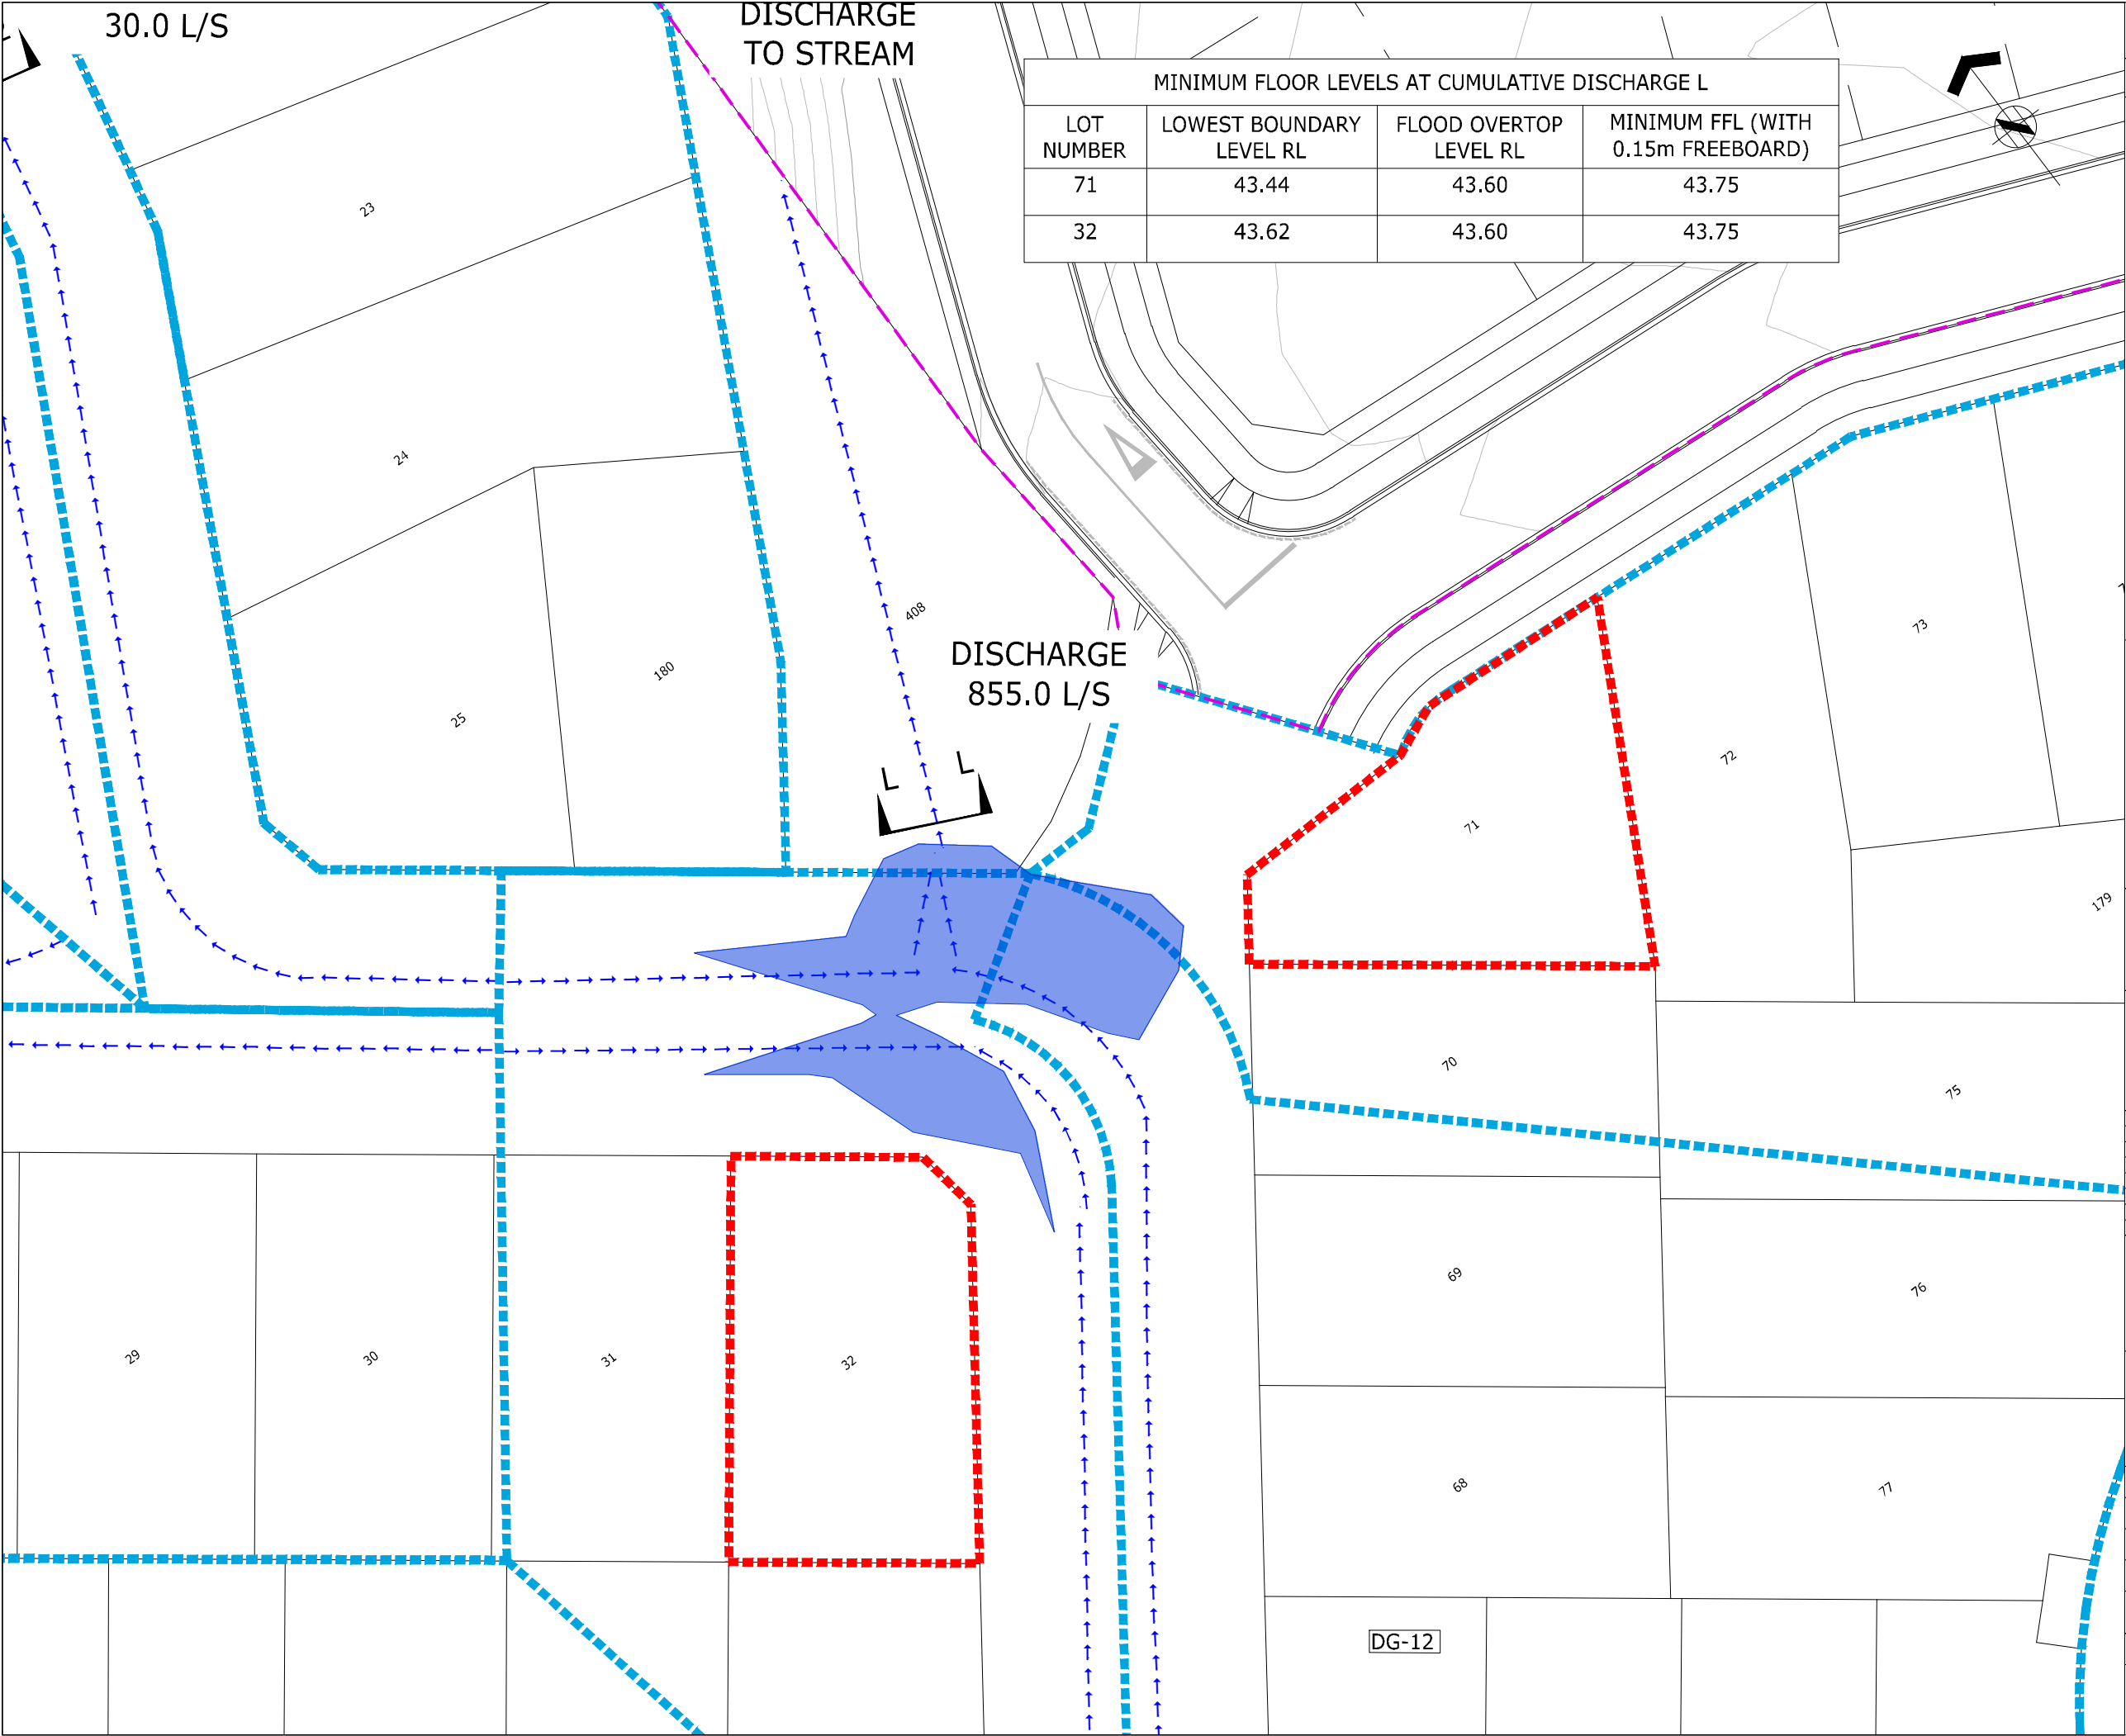 30.0 L/S
DISCHARGE
TO STREAM
MINIMUM FLOOR LEVELS AT CUMULATIVE DISCHARGE L
LOT NUMBER | LOWEST BOUNDARY LEVEL RL | FLOOD OVERTOP LEVEL RL | MINIMUM FFL (WITH 0.15m FREEBOARD)
71 | 43.44 | 43.60 | 43.75
32 | 43.62 | 43.60 | 43.75
23
24
408
180
25
DISCHARGE
855.0 L/S
L L
73
72
71
179
70
75
69
76
29
30
31
32
68
77
DG-12